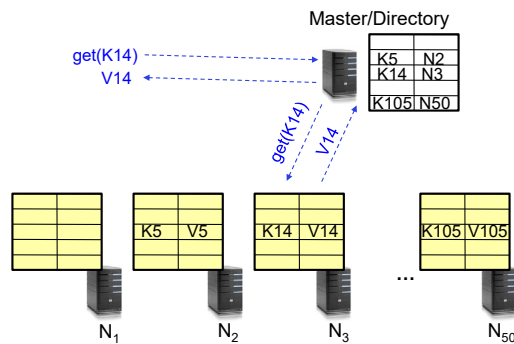 Master/Directory
get(K14)
V14
K5 N2
K14 N3
K105 N50
get(K14)
V14
K5 V5
K14 V14
K105 V105
...
N1
N2
N3
N50